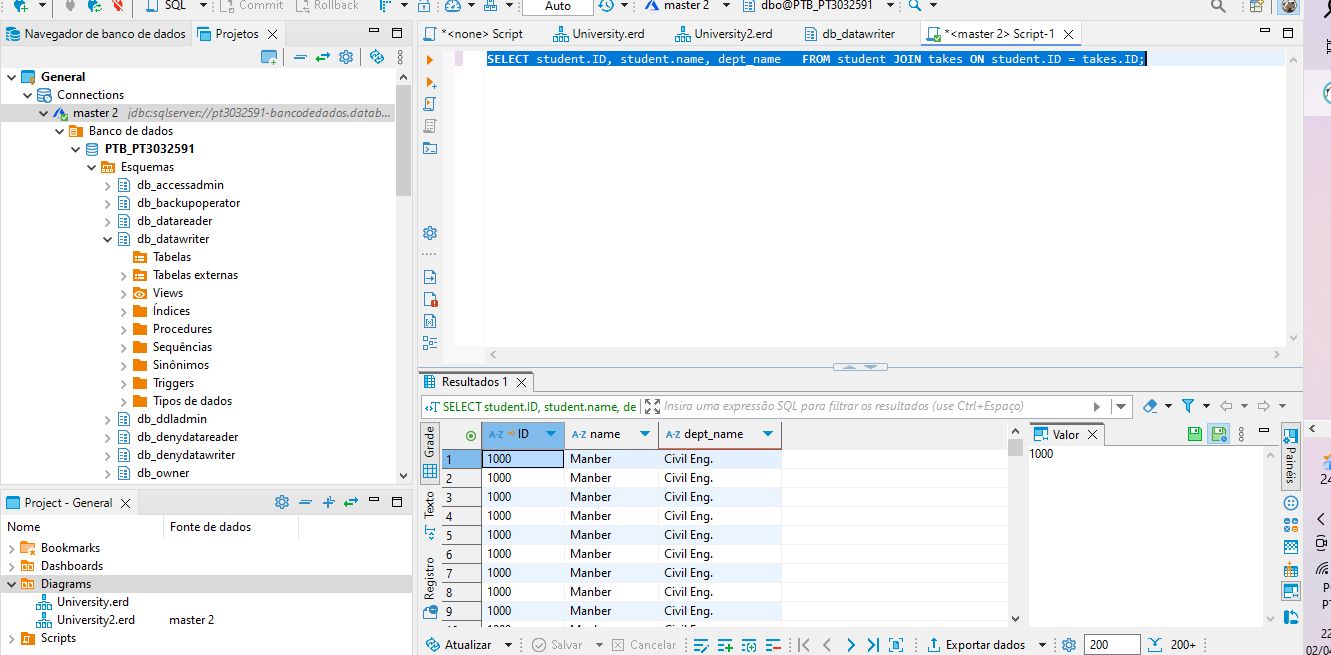 SQL Commit Rollback Auto master 2 dbo@PTB_PT3032591
Navegador de banco de dados Projetos
*<none> Script University.erd University2.erd db_datawriter *<master 2> Script-1
SELECT student.ID, student.name, dept_name FROM student JOIN takes ON student.ID = takes.ID;
General
Connections
master 2 jdbc:sqlserver://pt3032591-bancodedados.datab...
Banco de dados
PTB_PT3032591
Esquemas
db_accessadmin
db_backupoperator
db_datareader
db_datawriter
Tabelas
Tabelas externas
Views
Índices
Procedures
Sequências
Sinônimos
Triggers
Tipos de dados
db_ddladmin
db_denydatareader
db_denydatawriter
db_owner
Project - General
Nome Fonte de dados
Bookmarks
Dashboards
Diagrams
University.erd
University2.erd master 2
Scripts
Resultados 1
SELECT student.ID, student.name, de Insira uma expressão SQL para filtrar os resultados (use Ctrl+Espaço)
Grade
Texto
Registro
A-Z ID A-Z name A-Z dept_name
1 1000 Manber Civil Eng.
2 1000 Manber Civil Eng.
3 1000 Manber Civil Eng.
4 1000 Manber Civil Eng.
5 1000 Manber Civil Eng.
6 1000 Manber Civil Eng.
7 1000 Manber Civil Eng.
8 1000 Manber Civil Eng.
9 1000 Manber Civil Eng.
Valor
1000
Painéis
Atualizar Salvar Cancelar Exportar dados 200 200+